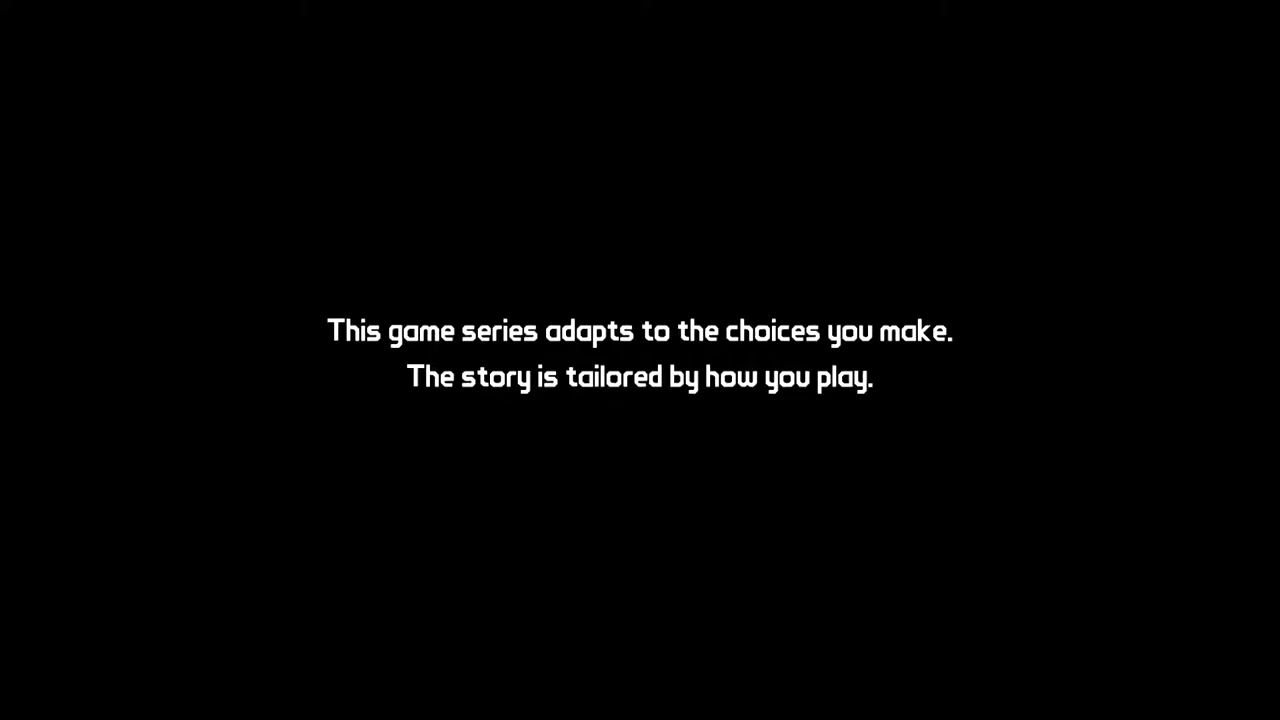 This game series adapts to the choices you make.
The story is tailored by how you play.